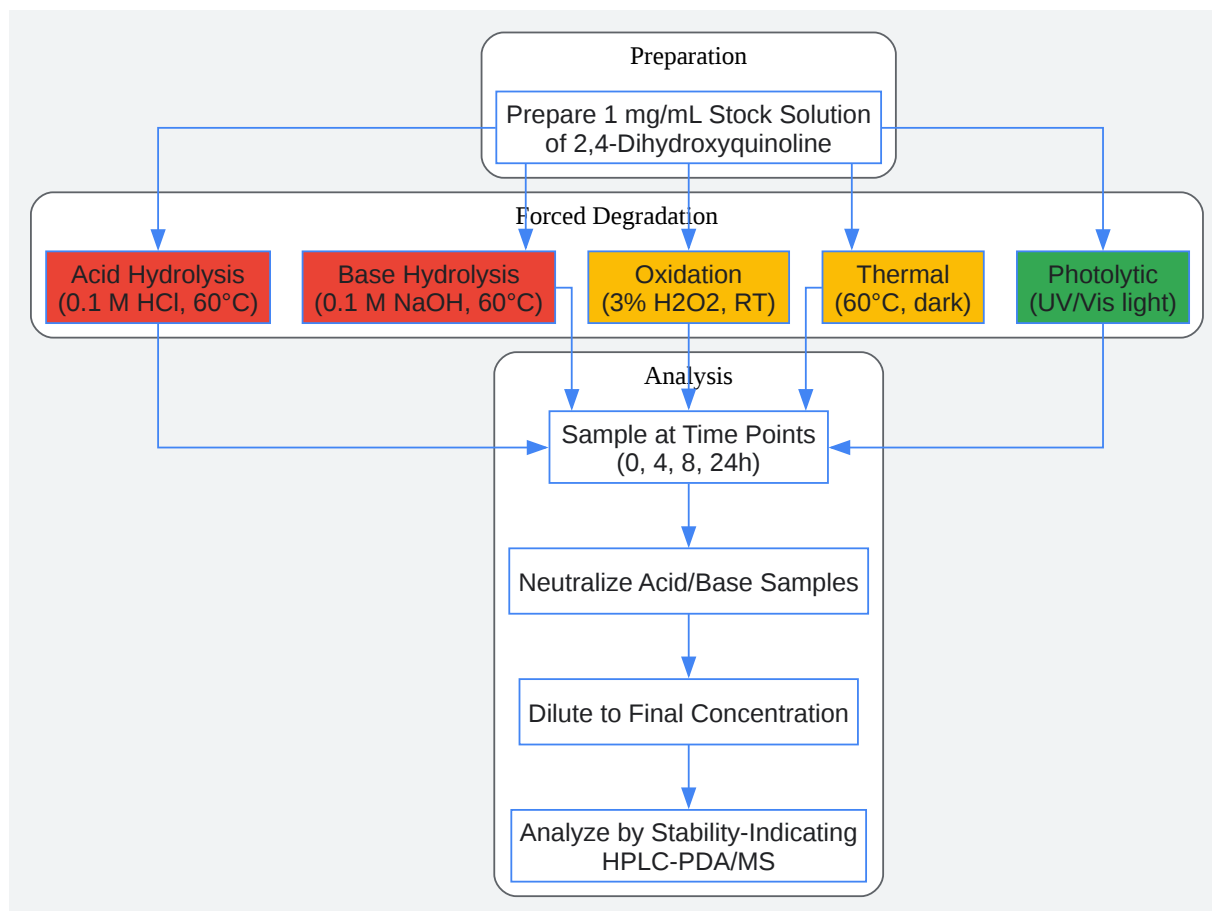 Preparation
Prepare 1 mg/mL Stock Solution
of 2,4-Dihydroxyquinoline
Forced Degradation
Acid Hydrolysis
(0.1 M HCl, 60°C)
Base Hydrolysis
(0.1 M NaOH, 60°C)
Oxidation
(3% H2O2, RT)
Thermal
(60°C, dark)
Photolytic
(UV/Vis light)
Analysis
Sample at Time Points
(0, 4, 8, 24h)
Neutralize Acid/Base Samples
Dilute to Final Concentration
Analyze by Stability-Indicating
HPLC-PDA/MS